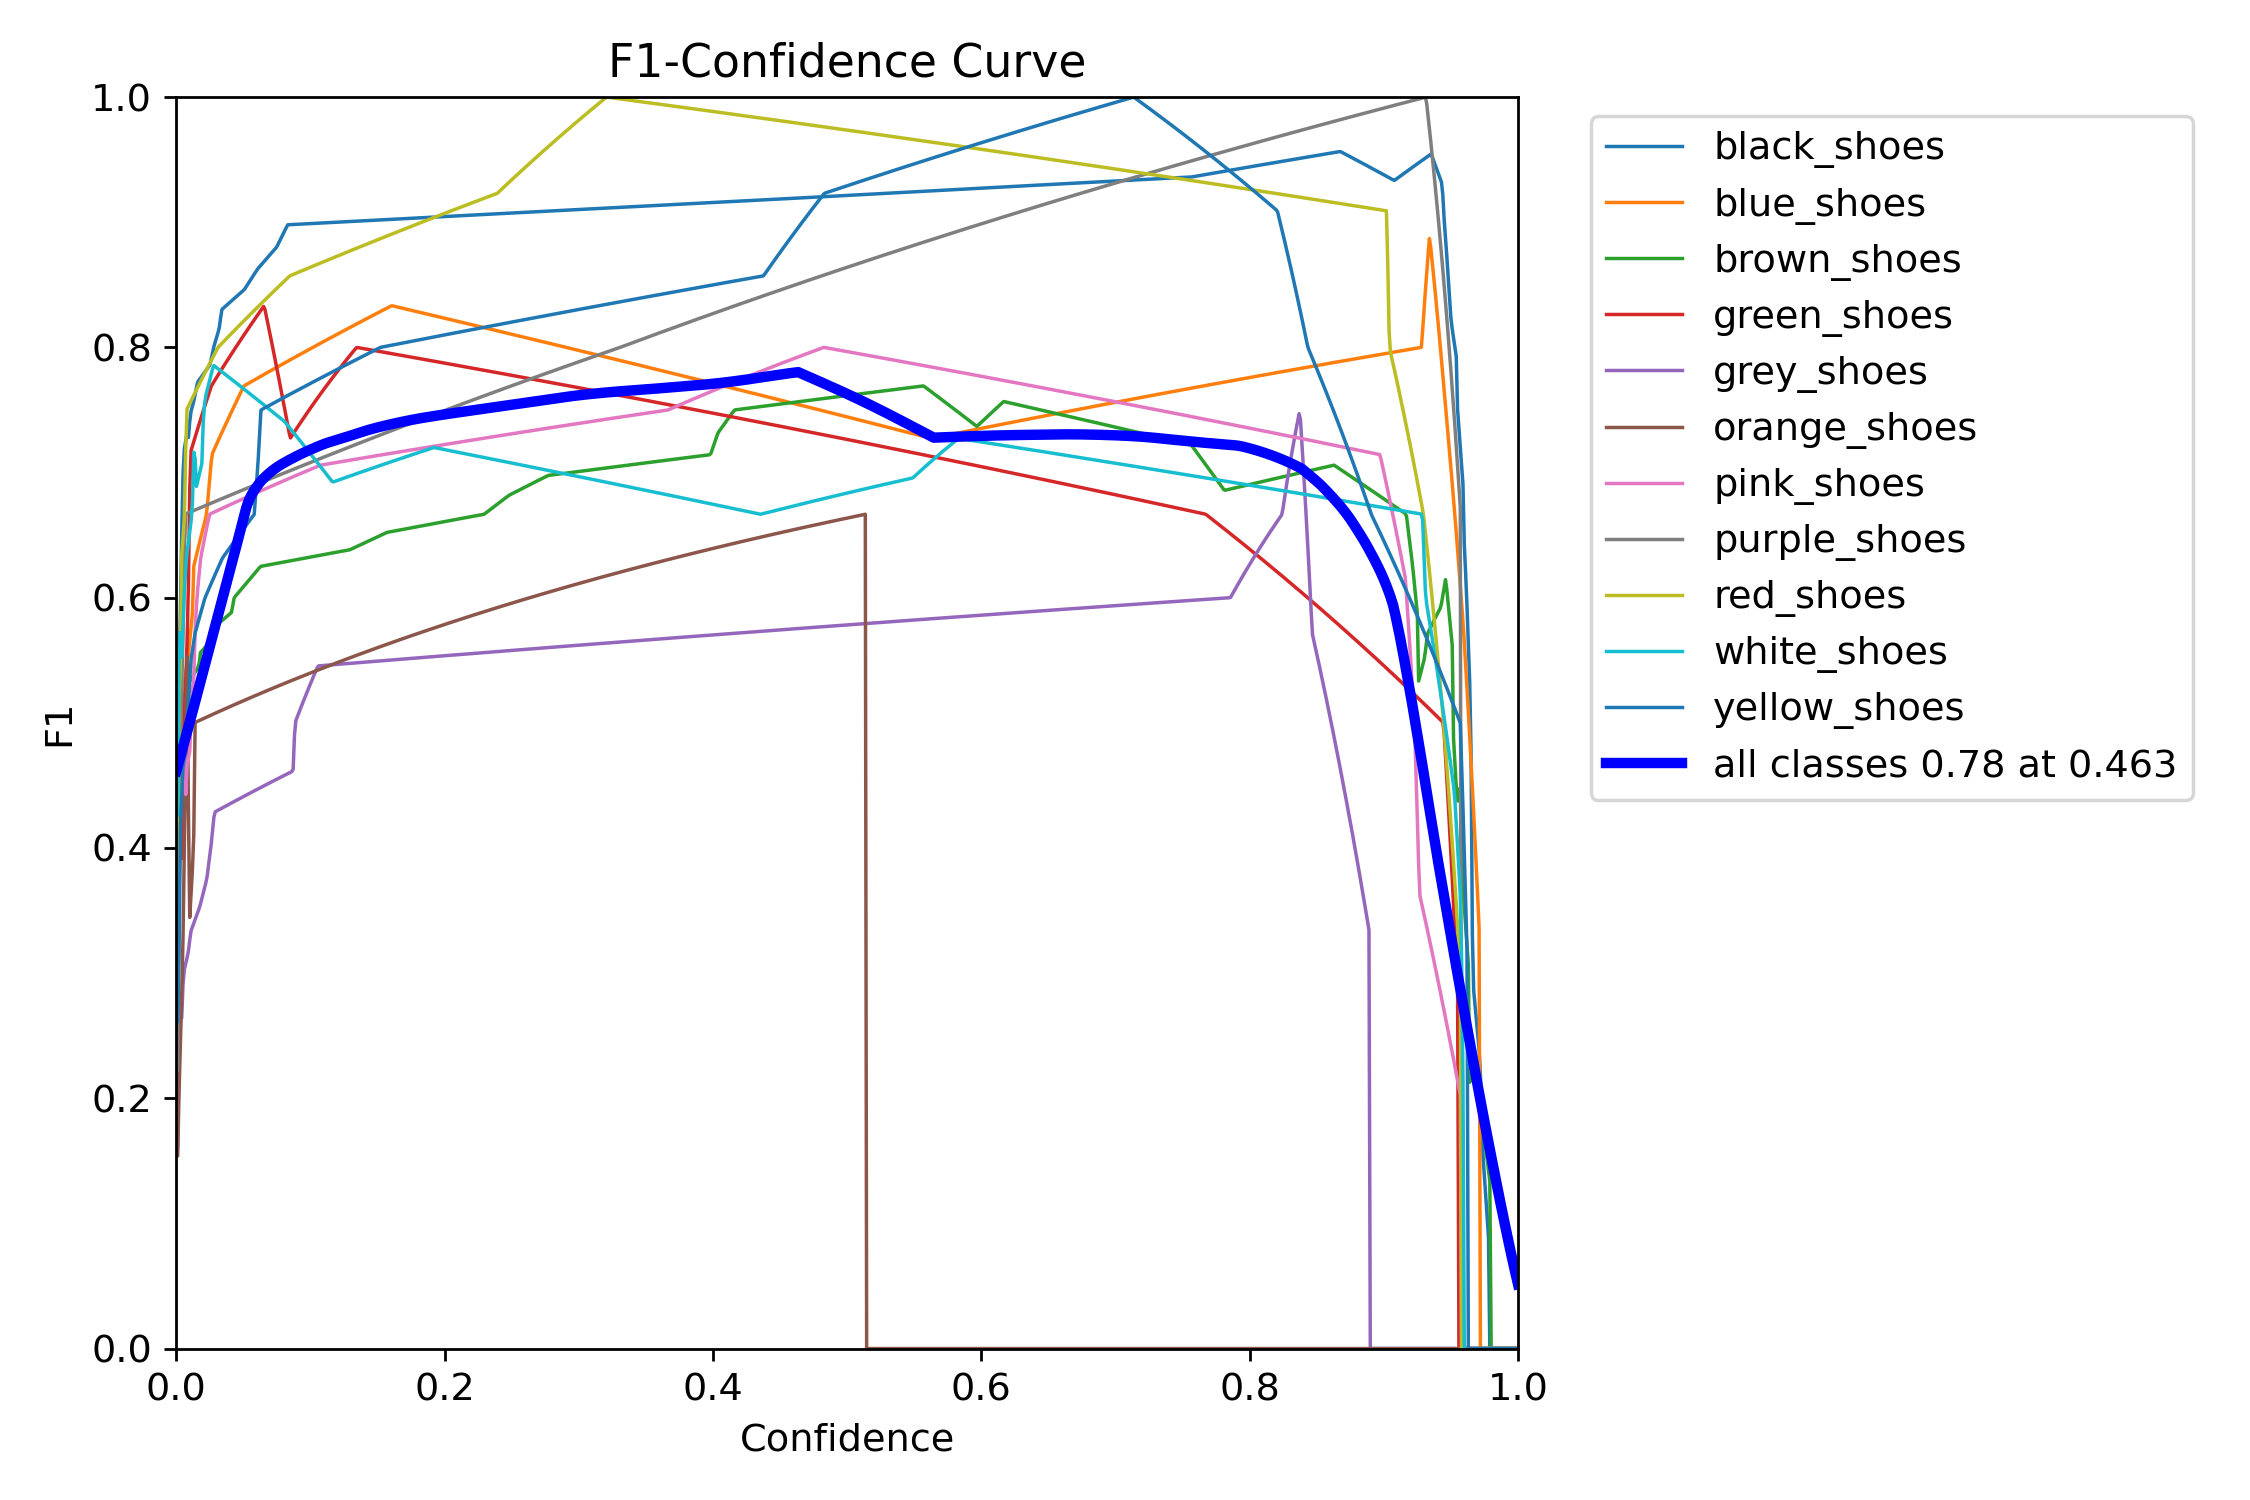 F1-Confidence Curve
1.0
0.8
0.6
0.4
0.2
0.0
F1
0.0 0.2 0.4 0.6 0.8 1.0
Confidence
black_shoes
blue_shoes
brown_shoes
green_shoes
grey_shoes
orange_shoes
pink_shoes
purple_shoes
red_shoes
white_shoes
yellow_shoes
all classes 0.78 at 0.463